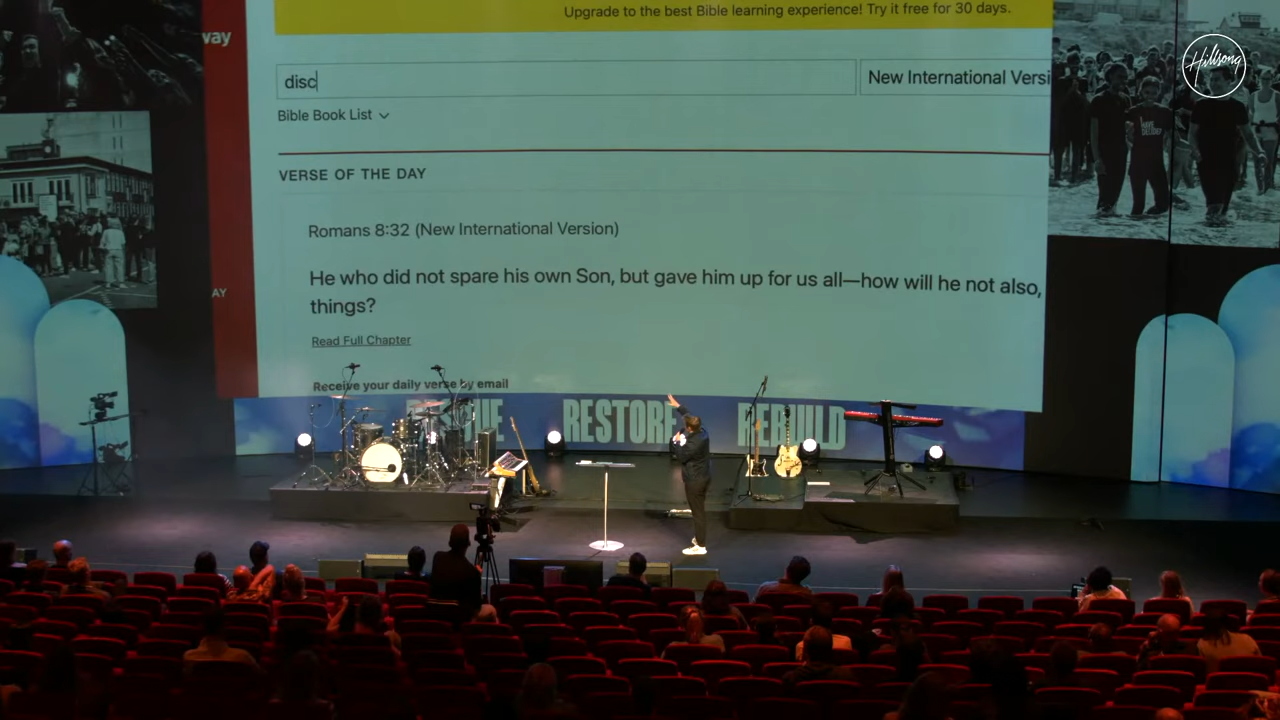 Upgrade to the best Bible learning experience! Try it free for 30 days.
way
Hillsong
disc
New International Versi
Bible Book List
VERSE OF THE DAY
Romans 8:32 (New International Version)
He who did not spare his own Son, but gave him up for us all—how will he not also,
things?
AY
Read Full Chapter
Receive your daily verse by email
RESTORE
REBUILD